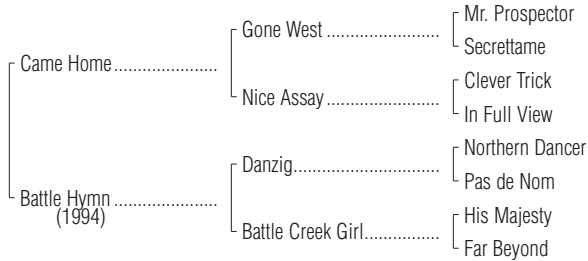 Mr. Prospector
Gone West ........................
Secrettame
Came Home ......................
Clever Trick
Nice Assay ........................
In Full View
Northern Dancer
Danzig ..............................
Pas de Nom
Battle Hymn ......................
(1994)
His Majesty
Battle Creek Girl ................
Far Beyond